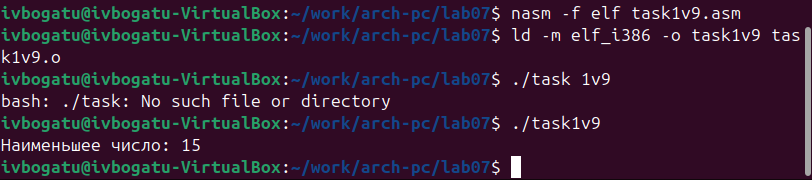 ivbogatu@ivbogatu-VirtualBox:~/work/arch-pc/lab07$ nasm -f elf task1v9.asm
ivbogatu@ivbogatu-VirtualBox:~/work/arch-pc/lab07$ ld -m elf_i386 -o task1v9 tas
k1v9.o
ivbogatu@ivbogatu-VirtualBox:~/work/arch-pc/lab07$ ./task 1v9
bash: ./task: No such file or directory
ivbogatu@ivbogatu-VirtualBox:~/work/arch-pc/lab07$ ./task1v9
Наименьшее число: 15
ivbogatu@ivbogatu-VirtualBox:~/work/arch-pc/lab07$